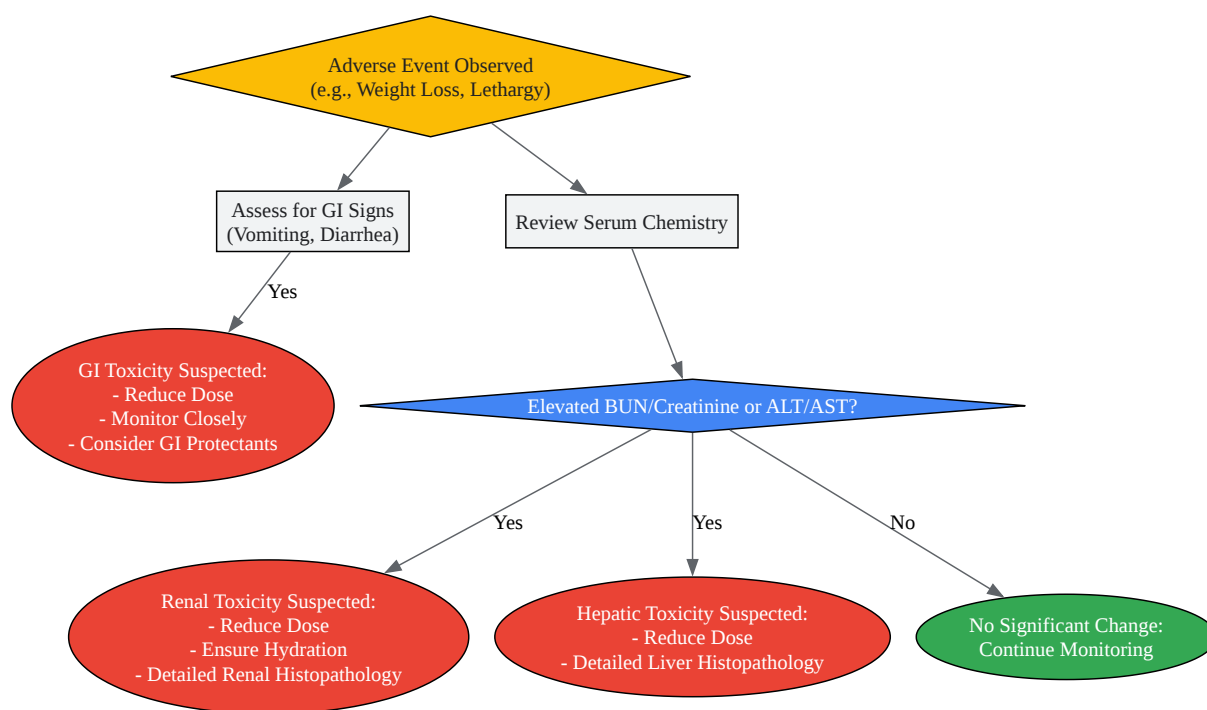 Adverse Event Observed
(e.g., Weight Loss, Lethargy)
Assess for GI Signs
(Vomiting, Diarrhea)
Review Serum Chemistry
Yes
GI Toxicity Suspected:
- Reduce Dose
- Monitor Closely
- Consider GI Protectants
Elevated BUN/Creatinine or ALT/AST?
Yes
Yes
No
Renal Toxicity Suspected:
- Reduce Dose
- Ensure Hydration
- Detailed Renal Histopathology
Hepatic Toxicity Suspected:
- Reduce Dose
- Detailed Liver Histopathology
No Significant Change:
Continue Monitoring